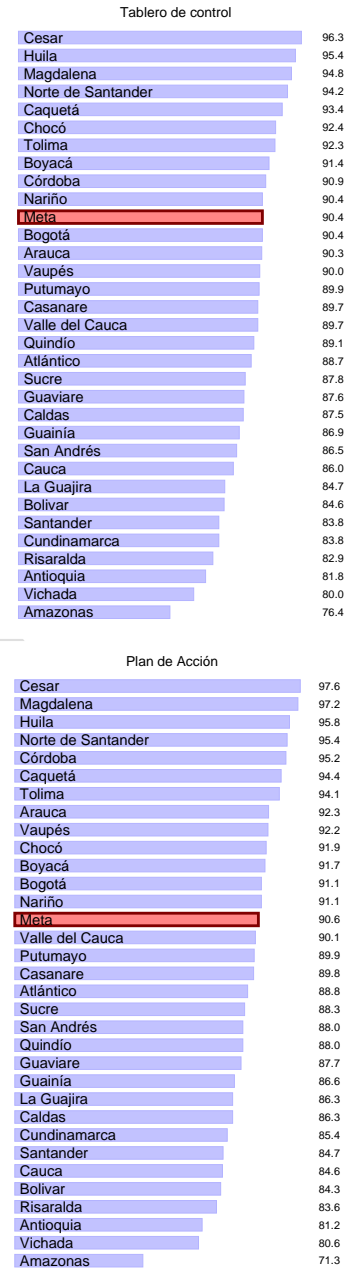 Tablero de control
Cesar 96.3
Huila 95.4
Magdalena 94.8
Norte de Santander 94.2
Caquetá 93.4
Chocó 92.4
Tolima 92.3
Boyacá 91.4
Córdoba 90.9
Nariño 90.4
Meta 90.4
Bogotá 90.4
Arauca 90.3
Vaupés 90.0
Putumayo 89.9
Casanare 89.7
Valle del Cauca 89.7
Quindío 89.1
Atlántico 88.7
Sucre 87.8
Guaviare 87.6
Caldas 87.5
Guainía 86.9
San Andrés 86.5
Cauca 86.0
La Guajira 84.7
Bolivar 84.6
Santander 83.8
Cundinamarca 83.8
Risaralda 82.9
Antioquia 81.8
Vichada 80.0
Amazonas 76.4
Plan de Acción
Cesar 97.6
Magdalena 97.2
Huila 95.8
Norte de Santander 95.4
Córdoba 95.2
Caquetá 94.4
Tolima 94.1
Arauca 92.3
Vaupés 92.2
Chocó 91.9
Boyacá 91.7
Bogotá 91.1
Nariño 91.1
Meta 90.6
Valle del Cauca 90.1
Putumayo 89.9
Casanare 89.8
Atlántico 88.8
Sucre 88.3
San Andrés 88.0
Quindío 88.0
Guaviare 87.7
Guainía 86.6
La Guajira 86.3
Caldas 86.3
Cundinamarca 85.4
Santander 84.7
Cauca 84.6
Bolivar 84.3
Risaralda 83.6
Antioquia 81.2
Vichada 80.6
Amazonas 71.3